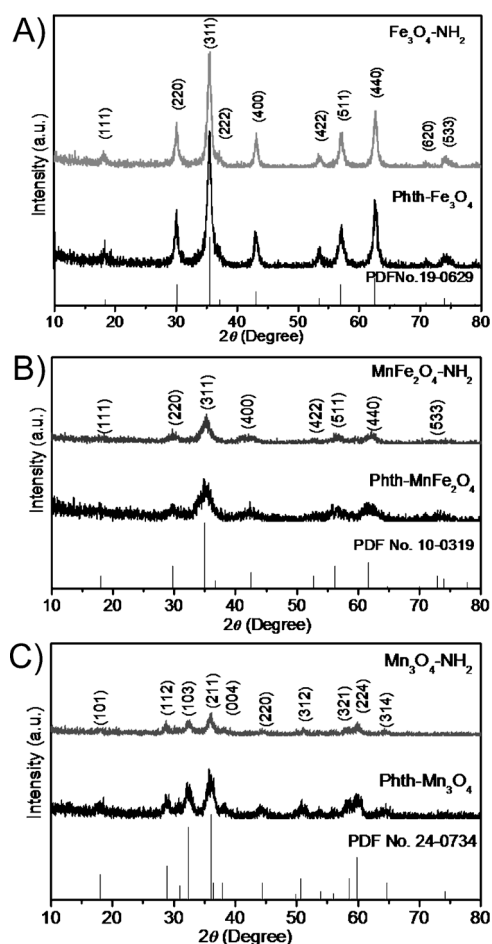 A)
Fe₃O₄-NH₂
(111)
(220)
(311)
(222)
(400)
(422)
(511)
(440)
(620)
(533)
Phth-Fe₃O₄
PDFNo.19-0629
Intensity (a.u.)
10 20 30 40 50 60 70 80
2θ (Degree)
B)
MnFe₂O₄-NH₂
(111)
(220)
(311)
(400)
(422)
(511)
(440)
(533)
Phth-MnFe₂O₄
PDF No. 10-0319
Intensity (a.u.)
10 20 30 40 50 60 70 80
2θ (Degree)
C)
Mn₃O₄-NH₂
(101)
(112)
(103)
(211)
(004)
(220)
(312)
(321)
(224)
(314)
Phth-Mn₃O₄
PDF No. 24-0734
Intensity (a.u.)
10 20 30 40 50 60 70 80
2θ (Degree)